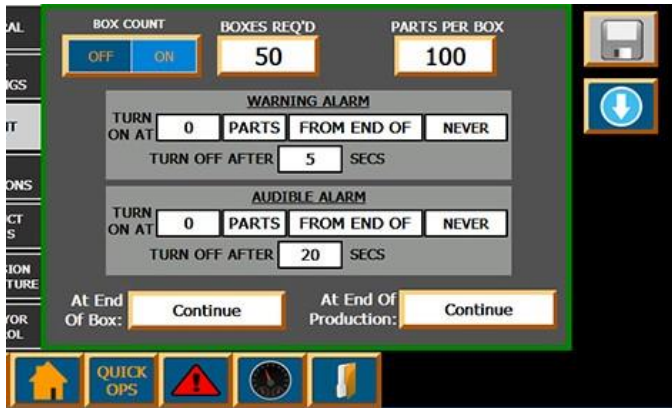 BOX COUNT BOXES REQ'D PARTS PER BOX
OFF ON 50 100
WARNING ALARM
TURN
ON AT 0 PARTS FROM END OF NEVER
TURN OFF AFTER 5 SECS
AUDIBLE ALARM
TURN
ON AT 0 PARTS FROM END OF NEVER
TURN OFF AFTER 20 SECS
At End
Of Box: Continue
At End Of
Production: Continue
AL
GS
IT
ONS
CT
S
ION
TURE
YOR
OL
QUICK
OPS